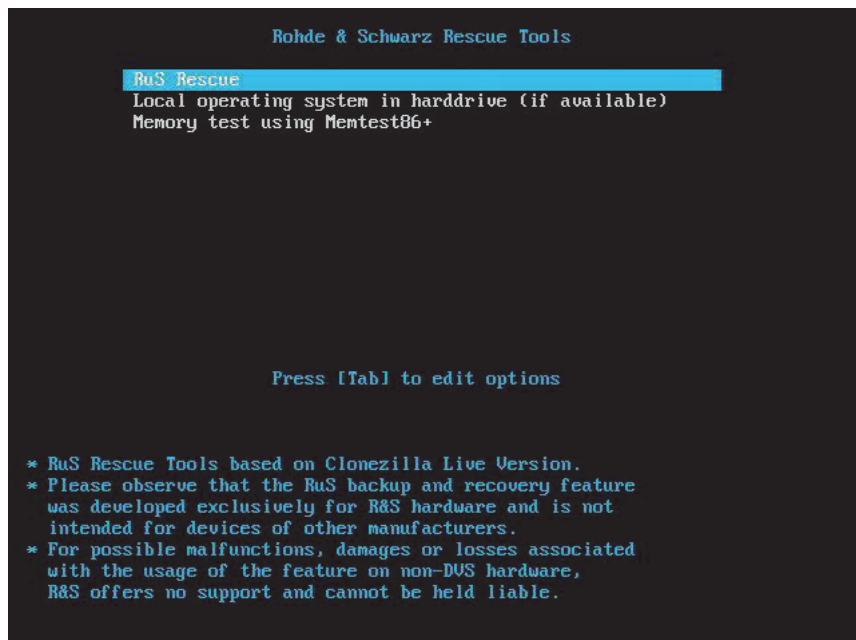 Rohde & Schwarz Rescue Tools
RuS Rescue
Local operating system in harddrive (if available)
Memory test using Memtest86+
Press [Tab] to edit options
* RuS Rescue Tools based on Clonezilla Live Version.
* Please observe that the RuS backup and recovery feature
was developed exclusively for R&S hardware and is not
intended for devices of other manufacturers.
* For possible malfunctions, damages or losses associated
with the usage of the feature on non-DVS hardware,
R&S offers no support and cannot be held liable.